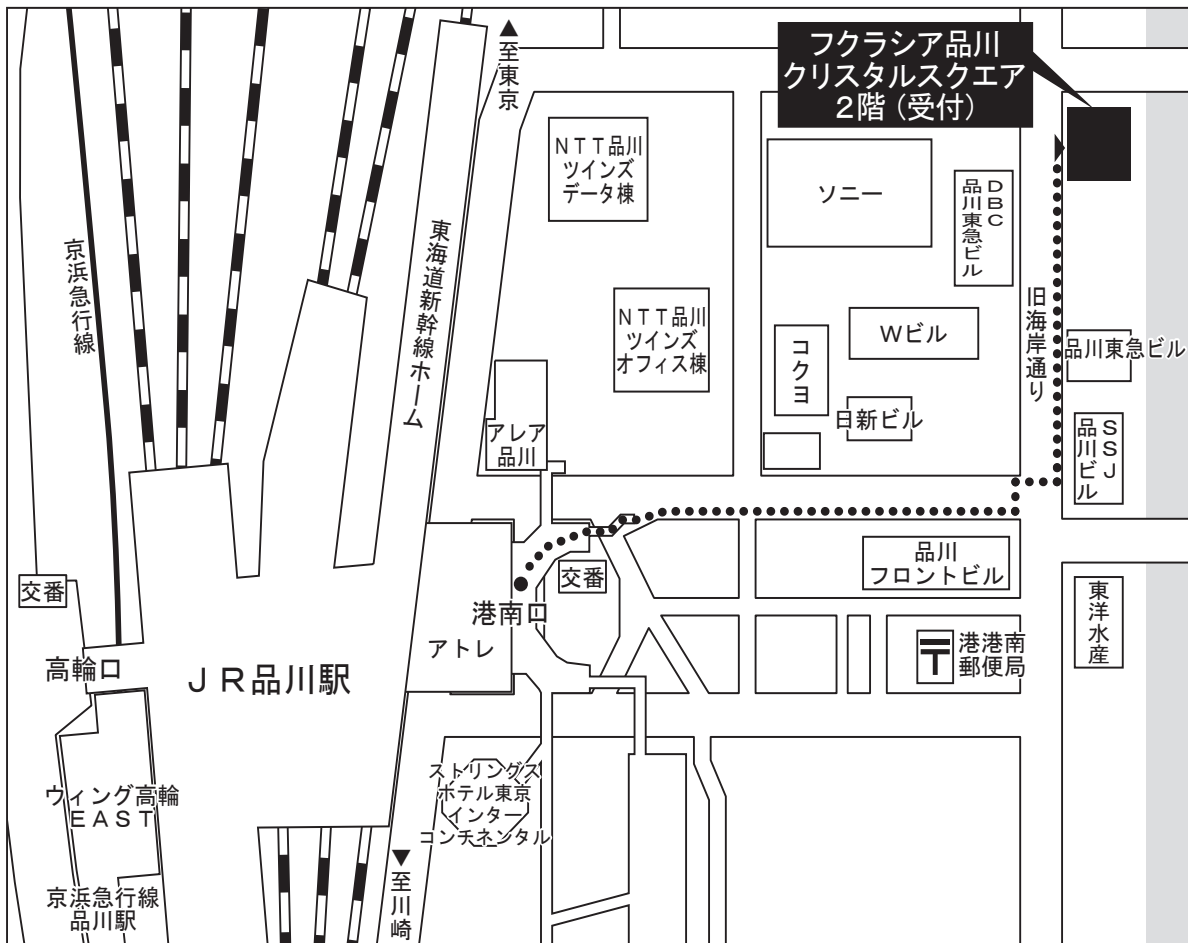 フクラシア品川
クリスタルスクエア
2階(受付)
▲至東京
NTT品川
ツインズ
データ棟
ソニー
DBC
品川東急ビル
京浜急行線
東海道新幹線ホーム
NTT品川
ツインズ
オフィス棟
コクヨ
Wビル
旧海岸通り
品川東急ビル
日新ビル
アレア
品川
SSJ
品川ビル
交番
交番
品川
フロントビル
港南口
アトレ
高輪口
JR品川駅
〒
港港南
郵便局
東洋水産
ウィング高輪
EAST
ストリングス
ホテル東京
インター
コンチネンタル
京浜急行線
品川駅
▼至川崎